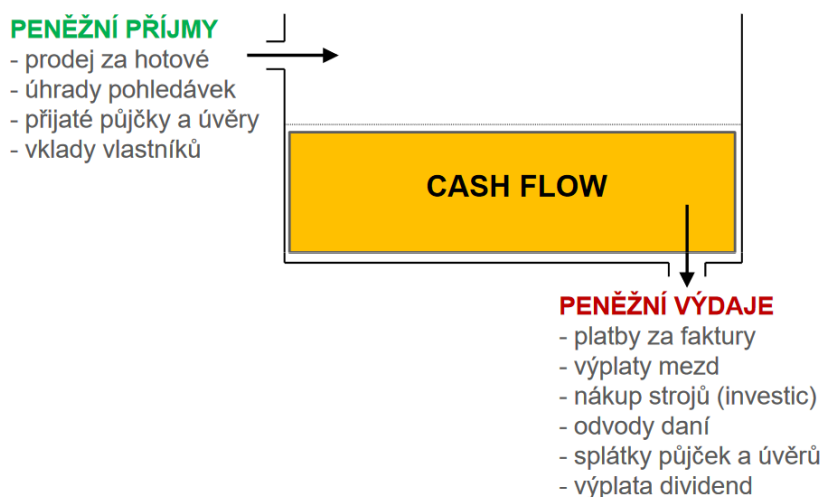 PENĚŽNÍ PŘÍJMY
- prodej za hotové
- úhrady pohledávek
- přijaté půjčky a úvěry
- vklady vlastníků
CASH FLOW
PENĚŽNÍ VÝDAJE
- platby za faktury
- výplaty mezd
- nákup strojů (investic)
- odvody daní
- splátky půjček a úvěrů
- výplata dividend